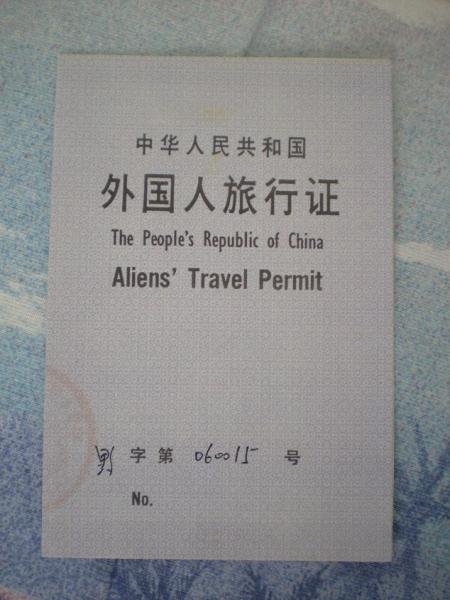 中华人民共和国
外国人旅行证
The People's Republic of China
Aliens' Travel Permit
字第 060015 号
No.